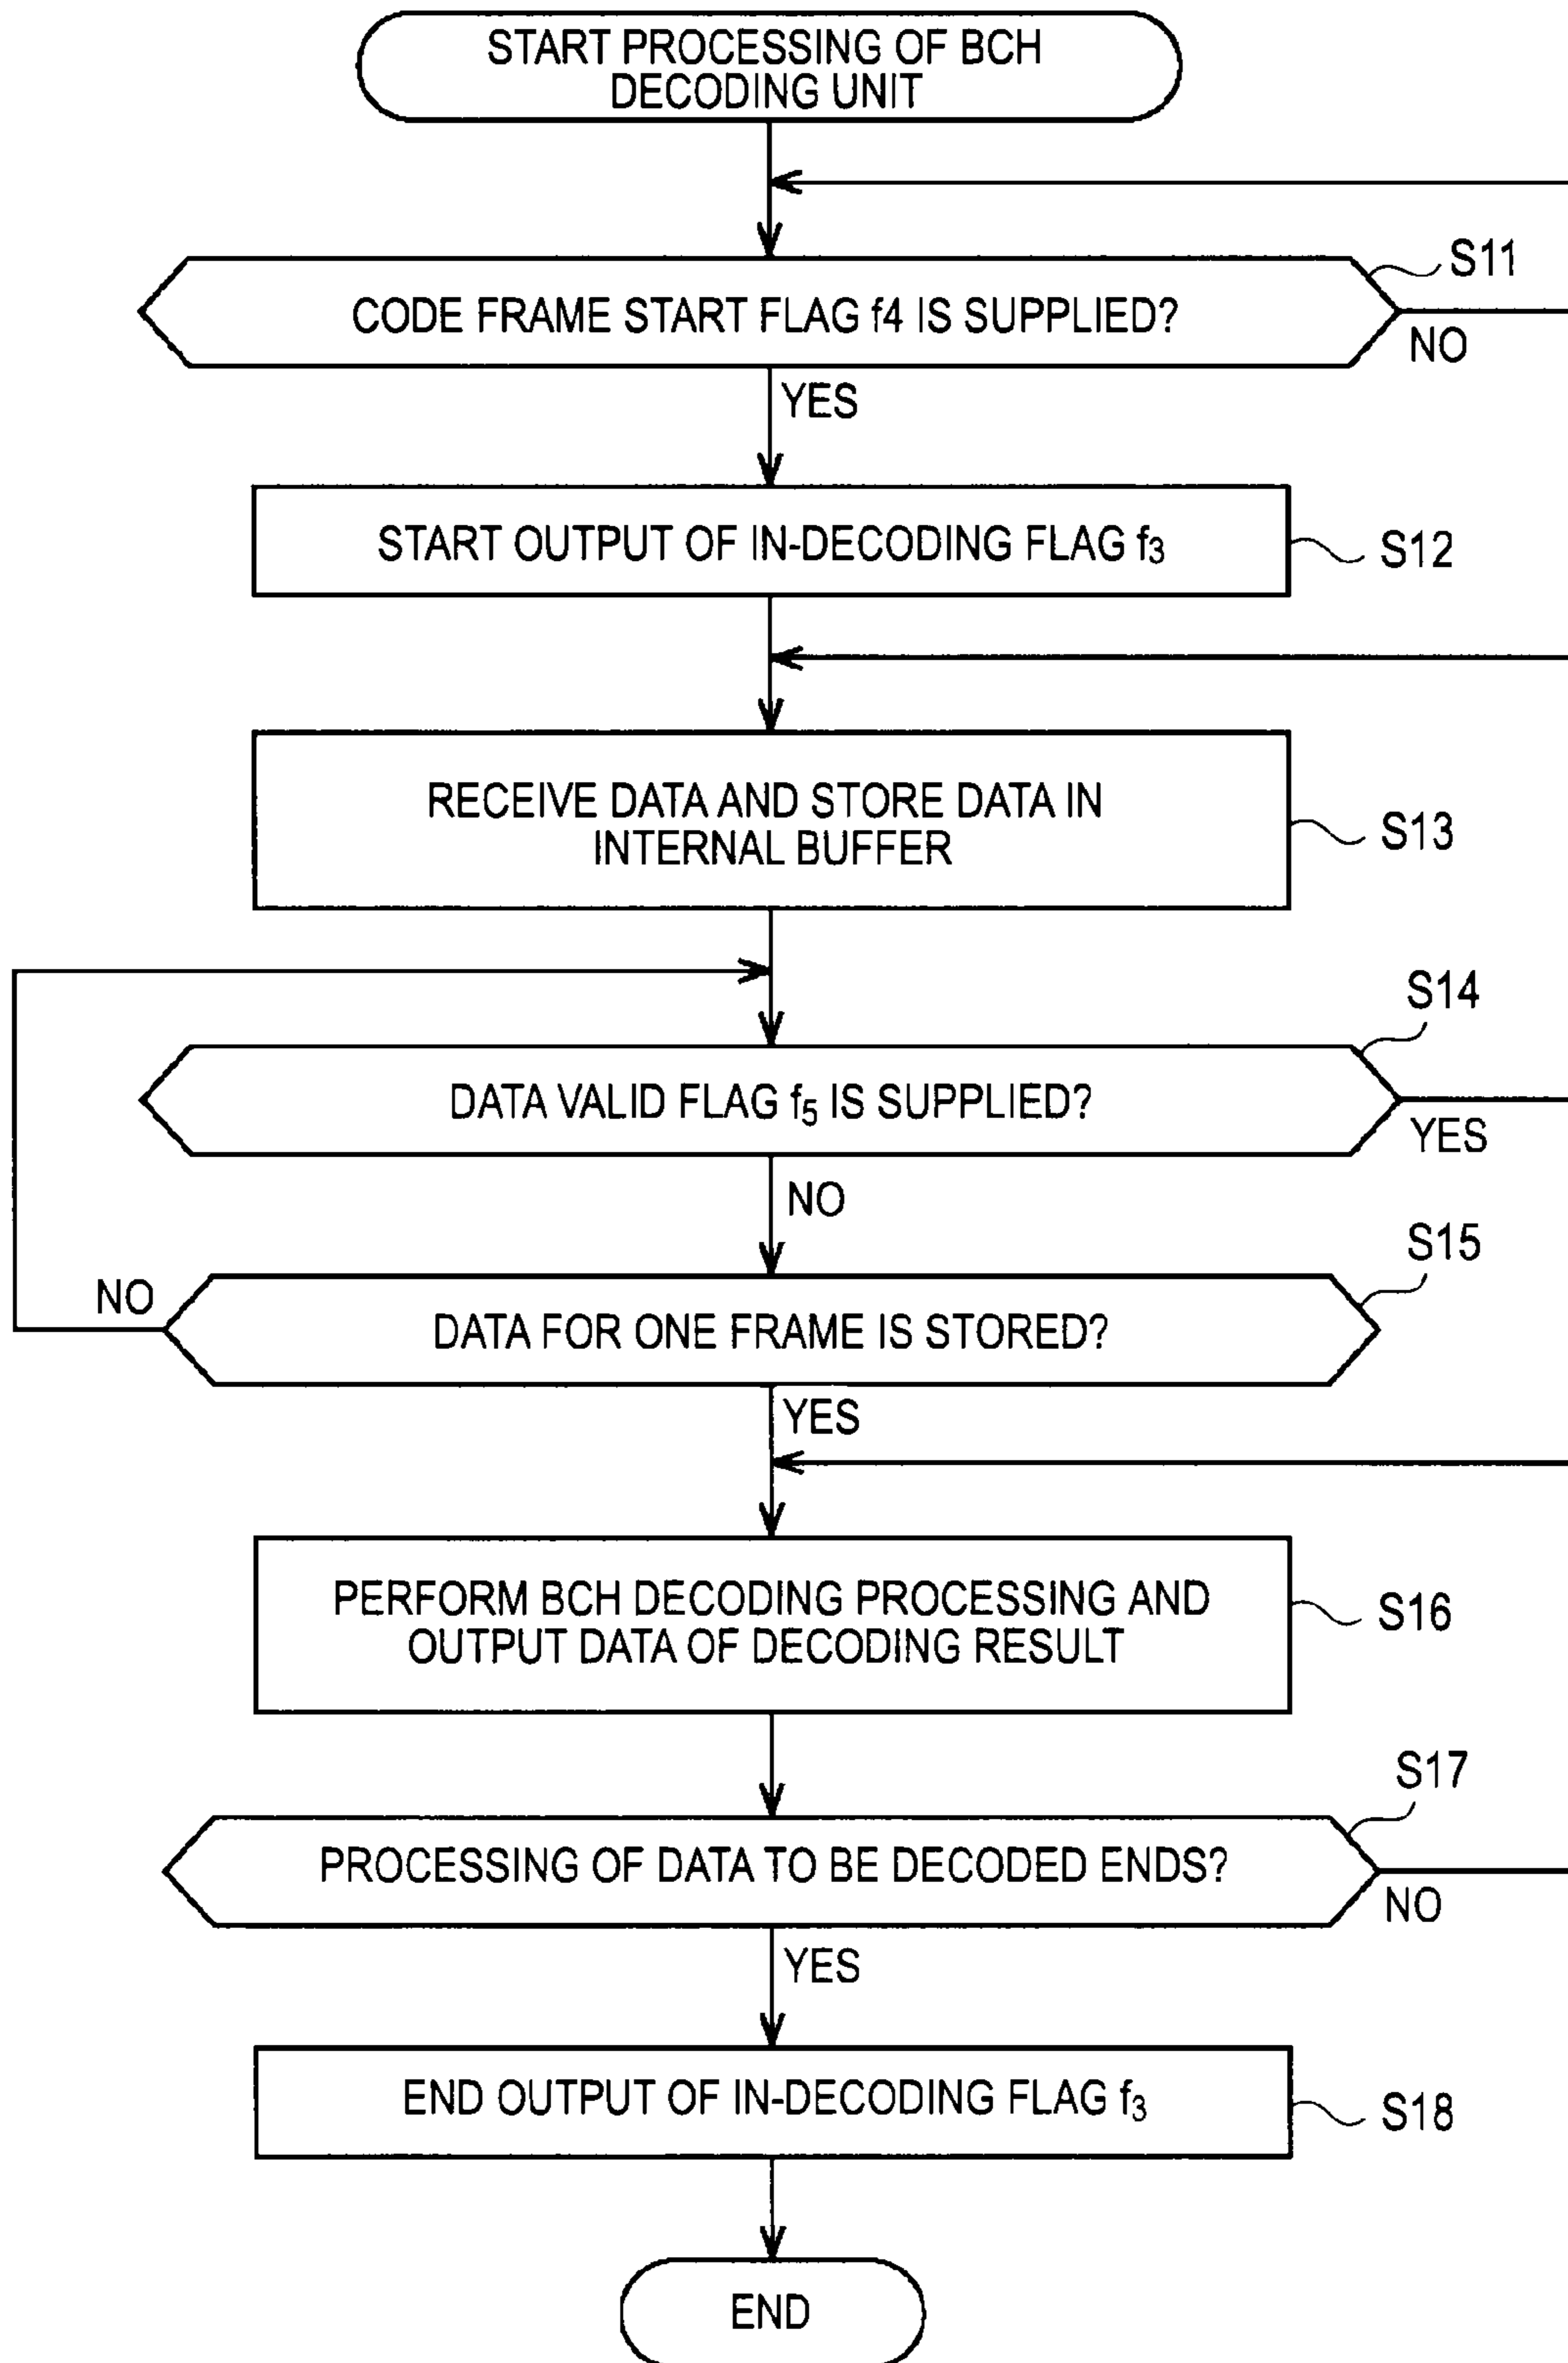 START PROCESSING OF BCH
DECODING UNIT
S11
CODE FRAME START FLAG f4 IS SUPPLIED?
NO
YES
START OUTPUT OF IN-DECODING FLAG f3
S12
RECEIVE DATA AND STORE DATA IN
INTERNAL BUFFER
S13
S14
DATA VALID FLAG f5 IS SUPPLIED?
YES
NO
S15
NO
DATA FOR ONE FRAME IS STORED?
YES
PERFORM BCH DECODING PROCESSING AND
OUTPUT DATA OF DECODING RESULT
S16
S17
PROCESSING OF DATA TO BE DECODED ENDS?
NO
YES
END OUTPUT OF IN-DECODING FLAG f3
S18
END